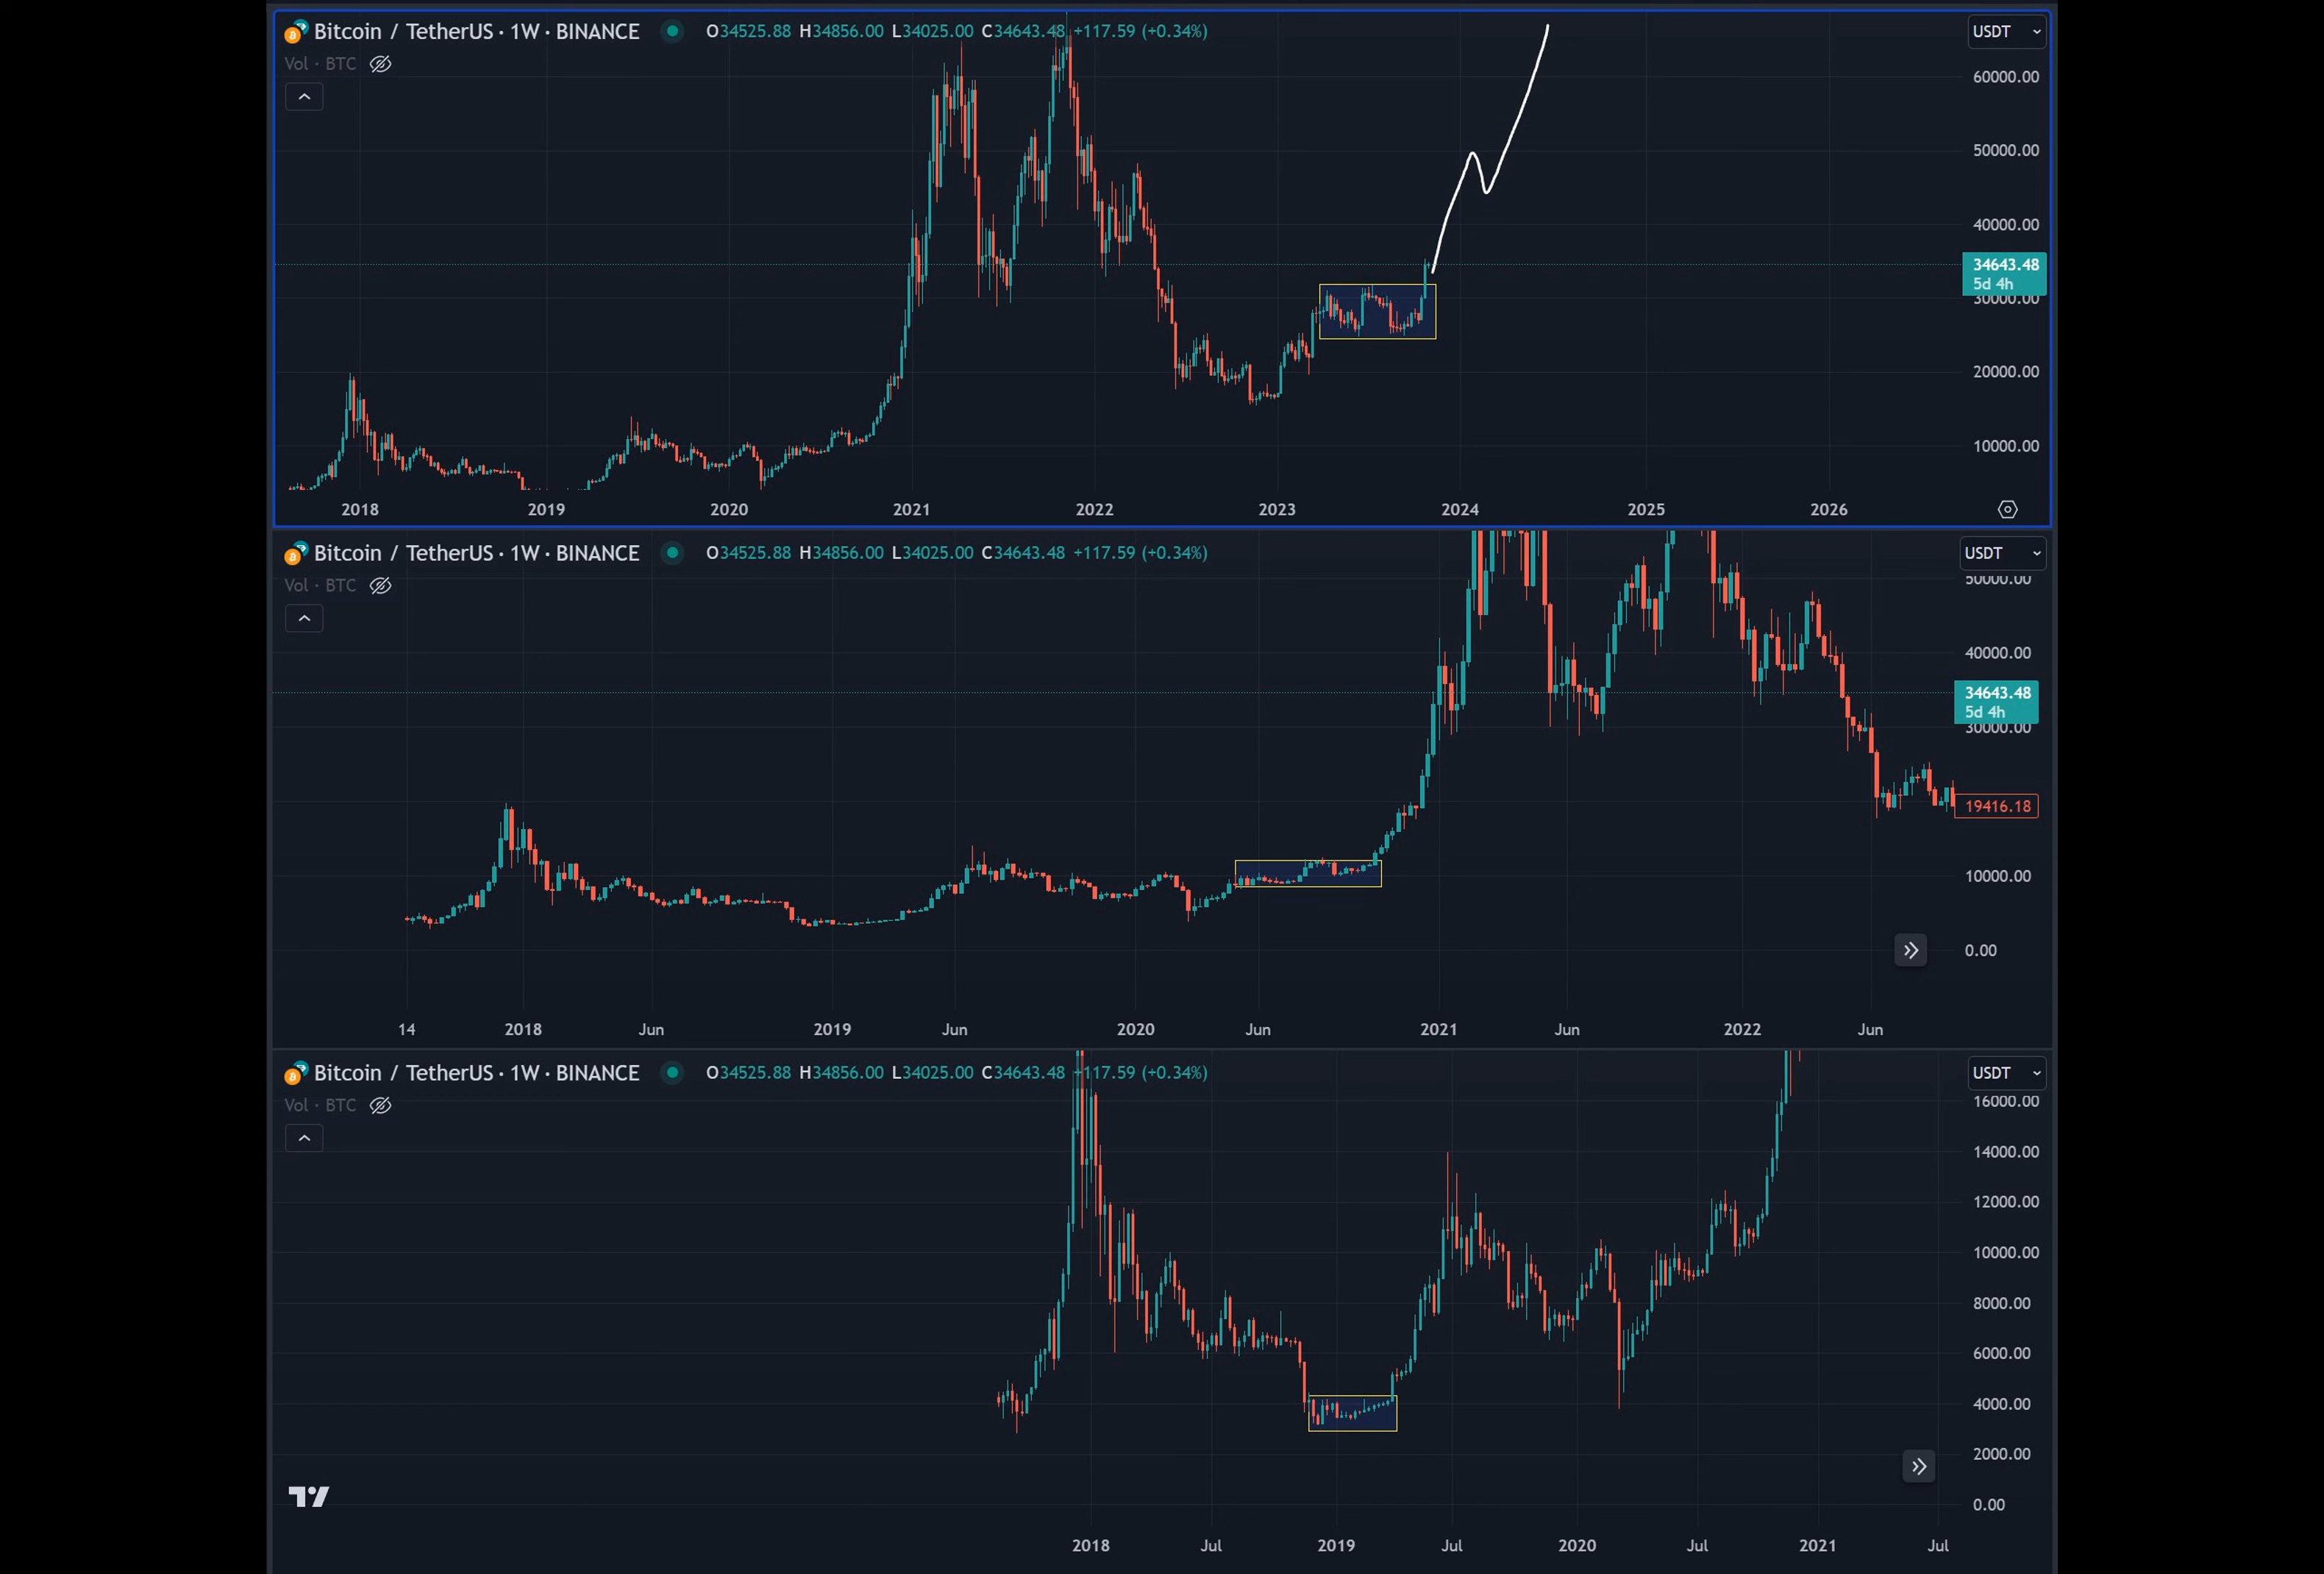 Bitcoin / TetherUS · 1W · BINANCE O34525.88 H34856.00 L34025.00 C34643.48 +117.59 (+0.34%) USDT
Vol · BTC
60000.00
50000.00
40000.00
34643.48
5d 4h
30000.00
20000.00
10000.00
2018 2019 2020 2021 2022 2023 2024 2025 2026
Bitcoin / TetherUS · 1W · BINANCE O34525.88 H34856.00 L34025.00 C34643.48 +117.59 (+0.34%) USDT
Vol · BTC
50000.00
40000.00
34643.48
5d 4h
30000.00
19416.18
10000.00
0.00
14 2018 Jun 2019 Jun 2020 Jun 2021 Jun 2022 Jun
Bitcoin / TetherUS · 1W · BINANCE O34525.88 H34856.00 L34025.00 C34643.48 +117.59 (+0.34%) USDT
Vol · BTC
16000.00
14000.00
12000.00
10000.00
8000.00
6000.00
4000.00
2000.00
0.00
2018 Jul 2019 Jul 2020 Jul 2021 Jul